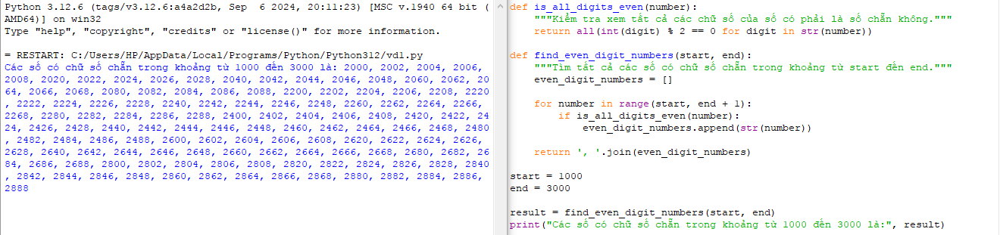 Python 3.12.6 (tags/v3.12.6:a4a2d2b, Sep  6 2024, 20:11:23) [MSC v.1940 64 bit (
AMD64)] on win32
Type "help", "copyright", "credits" or "license()" for more information.
= RESTART: C:/Users/HP/AppData/Local/Programs/Python/Python312/vd1.py
Các số có chữ số chẵn trong khoảng từ 1000 đến 3000 là: 2000, 2002, 2004, 2006,
2008, 2020, 2022, 2024, 2026, 2028, 2040, 2042, 2044, 2046, 2048, 2060, 2062, 20
64, 2066, 2068, 2080, 2082, 2084, 2086, 2088, 2200, 2202, 2204, 2206, 2208, 2220
, 2222, 2224, 2226, 2228, 2240, 2242, 2244, 2246, 2248, 2260, 2262, 2264, 2266,
2268, 2280, 2282, 2284, 2286, 2288, 2400, 2402, 2404, 2406, 2408, 2420, 2422, 24
24, 2426, 2428, 2440, 2442, 2444, 2446, 2448, 2460, 2462, 2464, 2466, 2468, 2480
, 2482, 2484, 2486, 2488, 2600, 2602, 2604, 2606, 2608, 2620, 2622, 2624, 2626,
2628, 2640, 2642, 2644, 2646, 2648, 2660, 2662, 2664, 2666, 2668, 2680, 2682, 26
84, 2686, 2688, 2800, 2802, 2804, 2806, 2808, 2820, 2822, 2824, 2826, 2828, 2840
, 2842, 2844, 2846, 2848, 2860, 2862, 2864, 2866, 2868, 2880, 2882, 2884, 2886,
2888
def is_all_digits_even(number):
    """Kiểm tra xem tất cả các chữ số của số có phải là số chẵn không."""
    return all(int(digit) % 2 == 0 for digit in str(number))
def find_even_digit_numbers(start, end):
    """Tìm tất cả các số có chữ số chẵn trong khoảng từ start đến end."""
    even_digit_numbers = []
    for number in range(start, end + 1):
        if is_all_digits_even(number):
            even_digit_numbers.append(str(number))
    return ', '.join(even_digit_numbers)
start = 1000
end = 3000
result = find_even_digit_numbers(start, end)
print("Các số có chữ số chẵn trong khoảng từ 1000 đến 3000 là:", result)